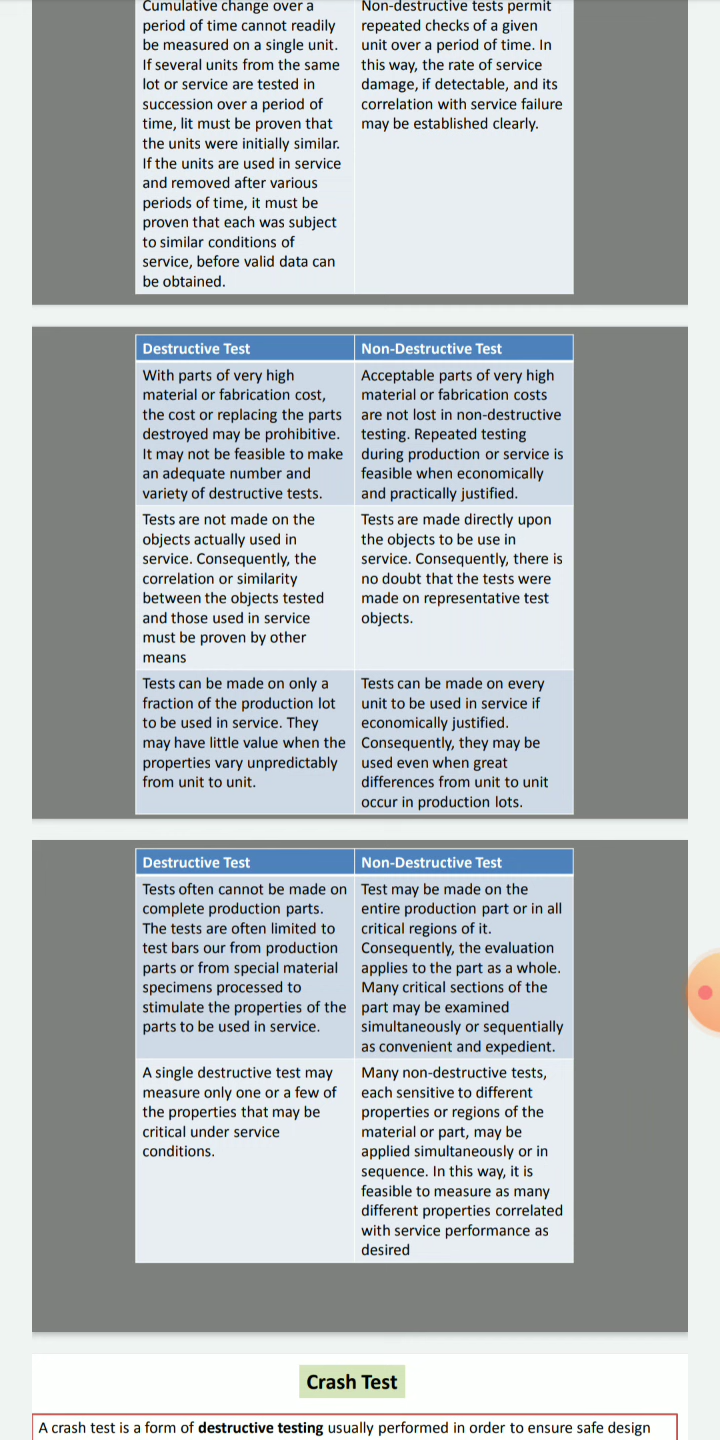 Cumulative change over a
period of time cannot readily
be measured on a single unit.
If several units from the same
lot or service are tested in
succession over a period of
time, lit must be proven that
the units were initially similar.
If the units are used in service
and removed after various
periods of time, it must be
proven that each was subject
to similar conditions of
service, before valid data can
be obtained.
Non-destructive tests permit
repeated checks of a given
unit over a period of time. In
this way, the rate of service
damage, if detectable, and its
correlation with service failure
may be established clearly.
Destructive Test
Non-Destructive Test
With parts of very high
material or fabrication cost,
the cost or replacing the parts
destroyed may be prohibitive.
It may not be feasible to make
an adequate number and
variety of destructive tests.
Acceptable parts of very high
material or fabrication costs
are not lost in non-destructive
testing. Repeated testing
during production or service is
feasible when economically
and practically justified.
Tests are not made on the
objects actually used in
service. Consequently, the
correlation or similarity
between the objects tested
and those used in service
must be proven by other
means
Tests are made directly upon
the objects to be use in
service. Consequently, there is
no doubt that the tests were
made on representative test
objects.
Tests can be made on only a
fraction of the production lot
to be used in service. They
may have little value when the
properties vary unpredictably
from unit to unit.
Tests can be made on every
unit to be used in service if
economically justified.
Consequently, they may be
used even when great
differences from unit to unit
occur in production lots.
Destructive Test
Non-Destructive Test
Tests often cannot be made on
complete production parts.
The tests are often limited to
test bars our from production
parts or from special material
specimens processed to
stimulate the properties of the
parts to be used in service.
Test may be made on the
entire production part or in all
critical regions of it.
Consequently, the evaluation
applies to the part as a whole.
Many critical sections of the
part may be examined
simultaneously or sequentially
as convenient and expedient.
A single destructive test may
measure only one or a few of
the properties that may be
critical under service
conditions.
Many non-destructive tests,
each sensitive to different
properties or regions of the
material or part, may be
applied simultaneously or in
sequence. In this way, it is
feasible to measure as many
different properties correlated
with service performance as
desired
Crash Test
A crash test is a form of destructive testing usually performed in order to ensure safe design